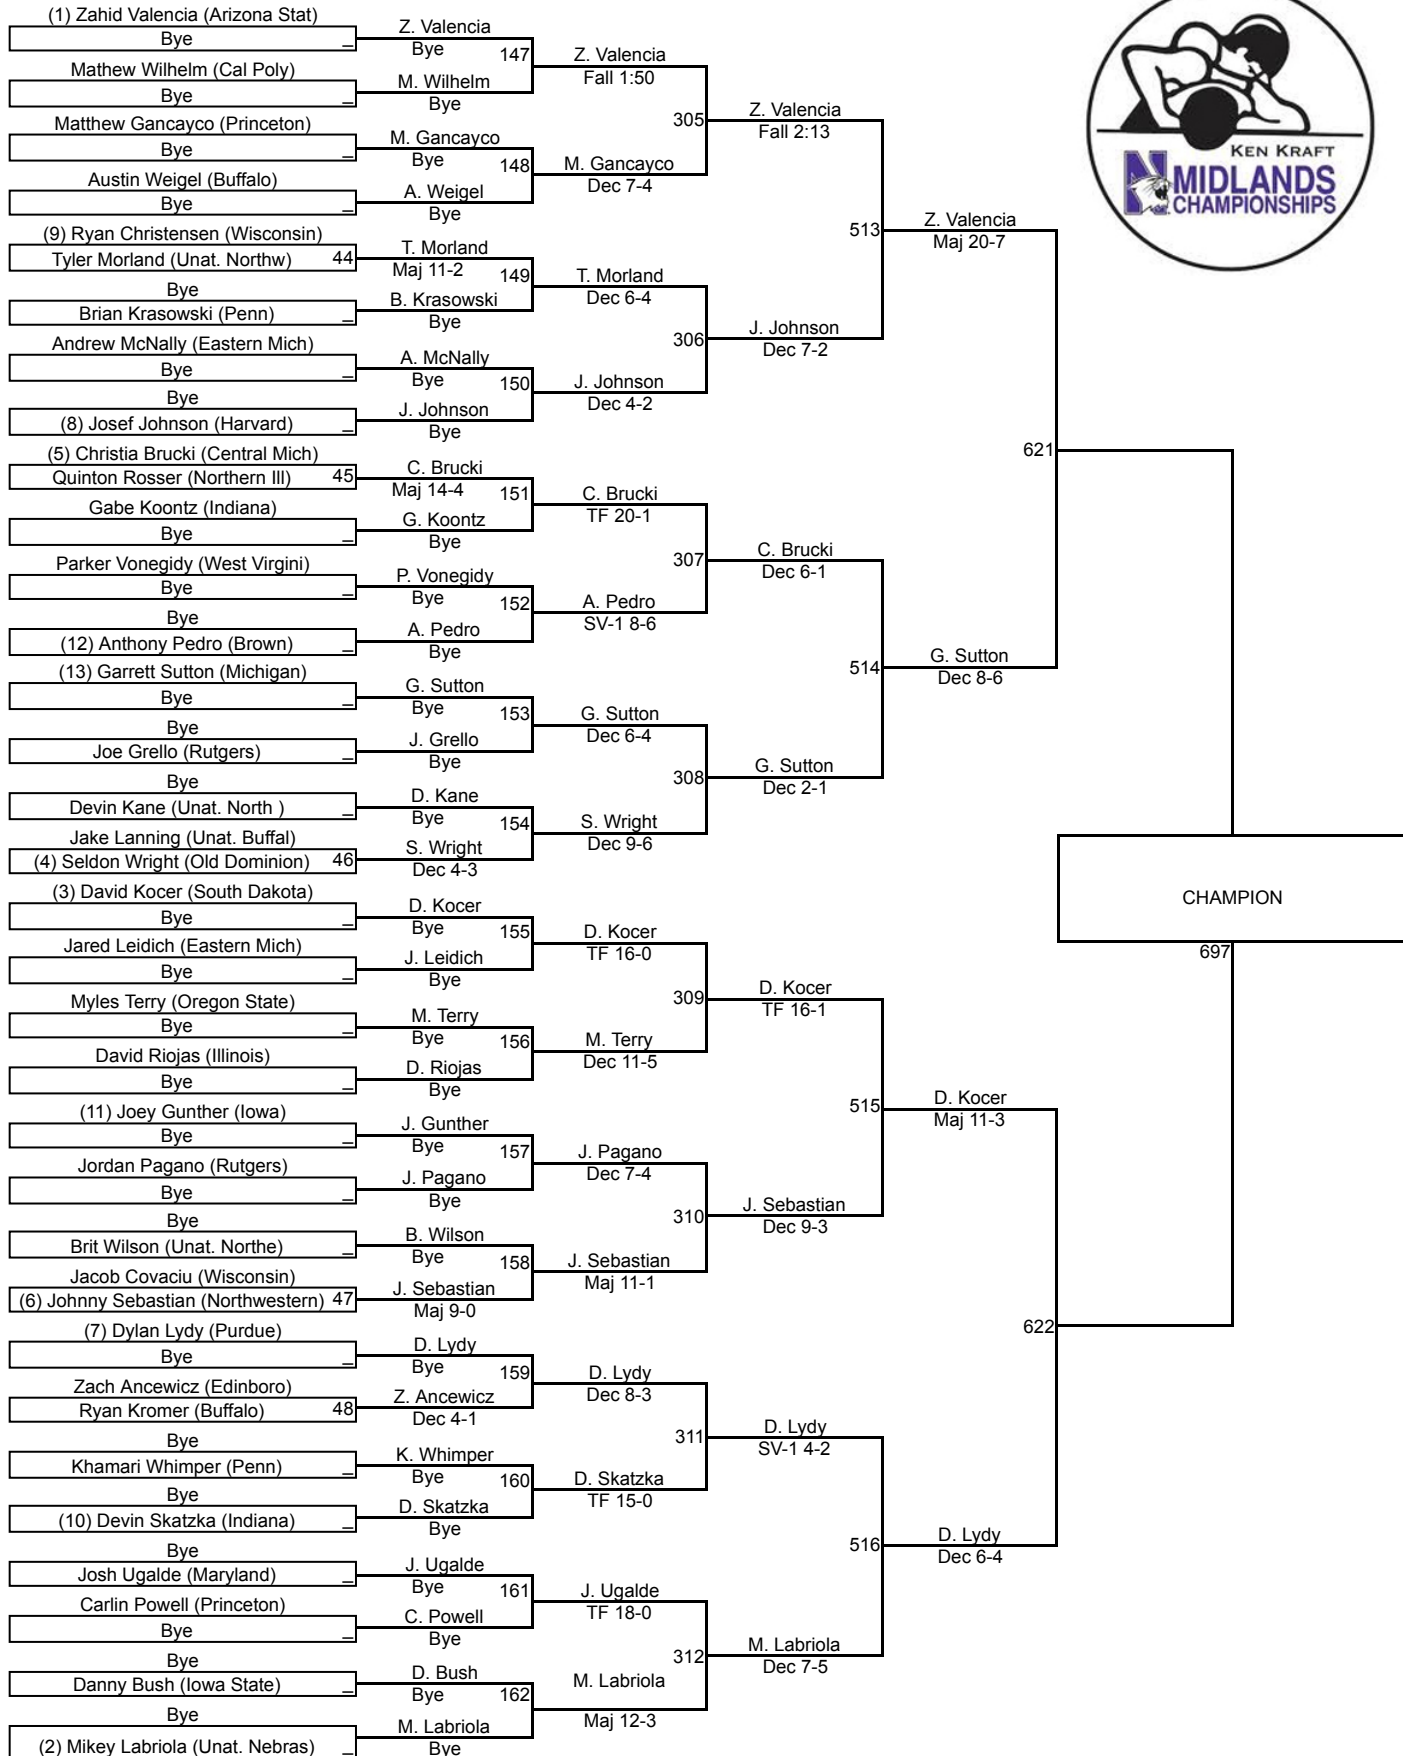 (1) Zahid Valencia (Arizona Stat)
Bye _
Mathew Wilhelm (Cal Poly)
Bye _
Matthew Gancayco (Princeton)
Bye _
Austin Weigel (Buffalo)
Bye _
(9) Ryan Christensen (Wisconsin)
Tyler Morland (Unat. Northw) 44
Bye
Brian Krasowski (Penn) _
Andrew McNally (Eastern Mich)
Bye _
Bye
(8) Josef Johnson (Harvard) _
(5) Christia Brucki (Central Mich)
Quinton Rosser (Northern Ill) 45
Gabe Koontz (Indiana)
Bye _
Parker Vonegidy (West Virgini)
Bye _
Bye
(12) Anthony Pedro (Brown) _
(13) Garrett Sutton (Michigan)
Bye _
Bye
Joe Grello (Rutgers) _
Bye
Devin Kane (Unat. North ) _
Jake Lanning (Unat. Buffal)
(4) Seldon Wright (Old Dominion) 46
(3) David Kocer (South Dakota)
Bye _
Jared Leidich (Eastern Mich)
Bye _
Myles Terry (Oregon State)
Bye _
David Riojas (Illinois)
Bye _
(11) Joey Gunther (Iowa)
Bye _
Jordan Pagano (Rutgers)
Bye _
Bye
Brit Wilson (Unat. Northe) _
Jacob Covaciu (Wisconsin)
(6) Johnny Sebastian (Northwestern) 47
(7) Dylan Lydy (Purdue)
Bye _
Zach Ancewicz (Edinboro)
Ryan Kromer (Buffalo) 48
Bye
Khamari Whimper (Penn) _
Bye
(10) Devin Skatzka (Indiana) _
Bye
Josh Ugalde (Maryland) _
Carlin Powell (Princeton)
Bye _
Bye
Danny Bush (Iowa State) _
Bye
(2) Mikey Labriola (Unat. Nebras) _
Z. Valencia
Bye 147
M. Wilhelm
Bye
M. Gancayco
Bye 148
A. Weigel
Bye
T. Morland
Maj 11-2 149
B. Krasowski
Bye
A. McNally
Bye 150
J. Johnson
Bye
C. Brucki
Maj 14-4 151
G. Koontz
Bye
P. Vonegidy
Bye 152
A. Pedro
Bye
G. Sutton
Bye 153
J. Grello
Bye
D. Kane
Bye 154
S. Wright
Dec 4-3
D. Kocer
Bye 155
J. Leidich
Bye
M. Terry
Bye 156
D. Riojas
Bye
J. Gunther
Bye 157
J. Pagano
Bye
B. Wilson
Bye 158
J. Sebastian
Maj 9-0
D. Lydy
Bye 159
Z. Ancewicz
Dec 4-1
K. Whimper
Bye 160
D. Skatzka
Bye
J. Ugalde
Bye 161
C. Powell
Bye
D. Bush
Bye 162
M. Labriola
Bye
Z. Valencia
Fall 1:50
305
M. Gancayco
Dec 7-4
T. Morland
Dec 6-4
306
J. Johnson
Dec 4-2
C. Brucki
TF 20-1
307
A. Pedro
SV-1 8-6
G. Sutton
Dec 6-4
308
S. Wright
Dec 9-6
D. Kocer
TF 16-0
309
M. Terry
Dec 11-5
J. Pagano
Dec 7-4
310
J. Sebastian
Maj 11-1
D. Lydy
Dec 8-3
311
D. Skatzka
TF 15-0
J. Ugalde
TF 18-0
312
M. Labriola
Maj 12-3
Z. Valencia
Fall 2:13
513
J. Johnson
Dec 7-2
C. Brucki
Dec 6-1
514
G. Sutton
Dec 2-1
D. Kocer
TF 16-1
515
J. Sebastian
Dec 9-3
D. Lydy
SV-1 4-2
516
M. Labriola
Dec 7-5
Z. Valencia
Maj 20-7
621
G. Sutton
Dec 8-6
D. Kocer
Maj 11-3
622
D. Lydy
Dec 6-4
KEN KRAFT
N MIDLANDS
CHAMPIONSHIPS
CHAMPION
697